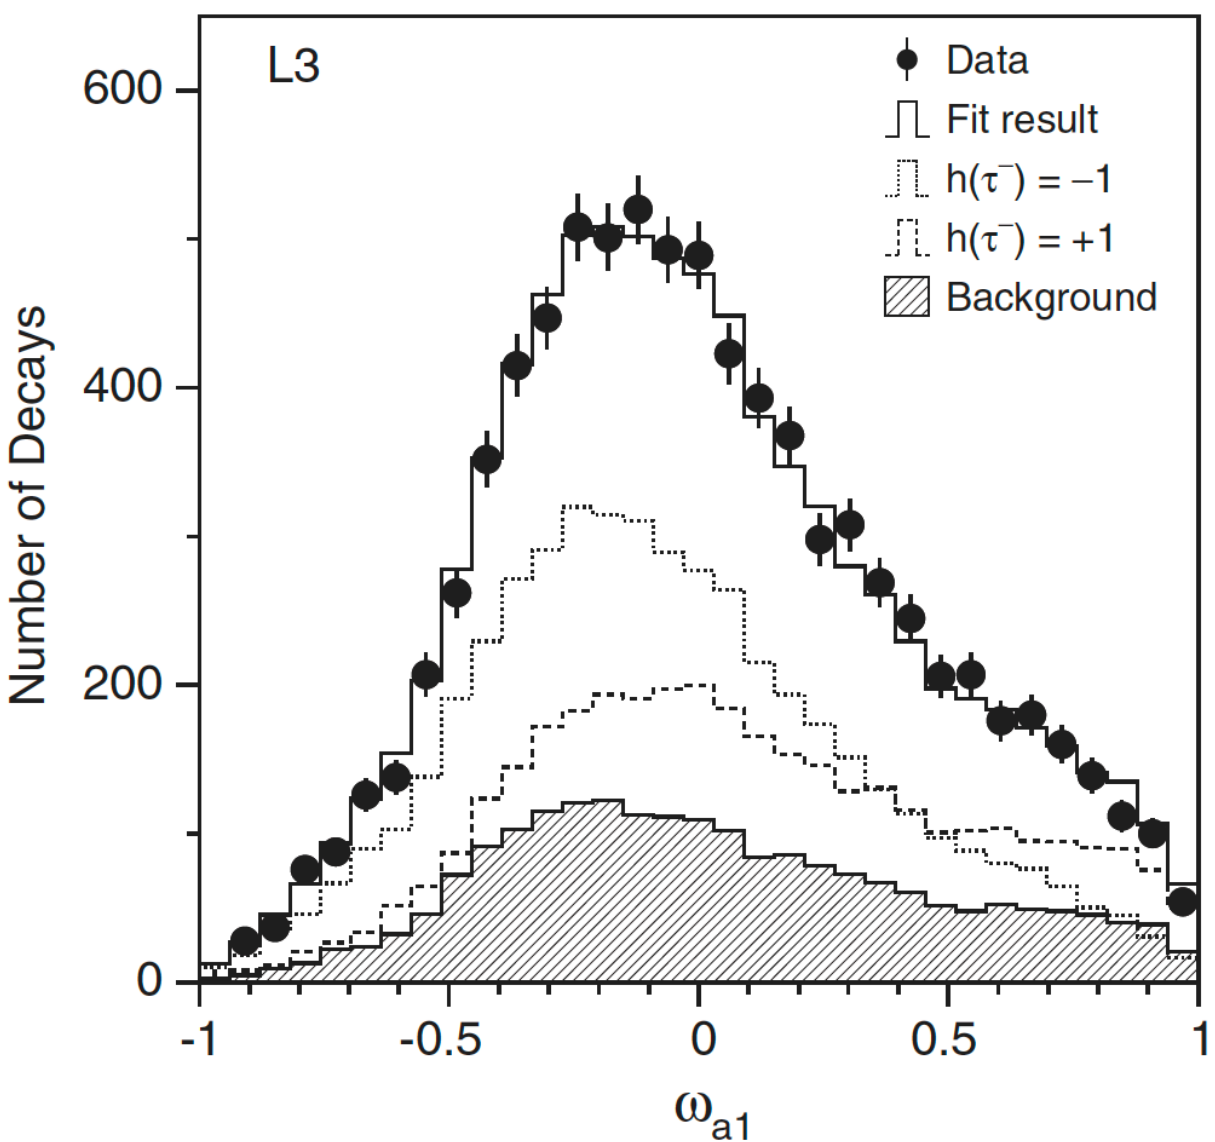 L3
Data
Fit result
h(τ⁻) = −1
h(τ⁻) = +1
Background
Number of Decays
600
400
200
0
-1
-0.5
0
0.5
1
ωa1